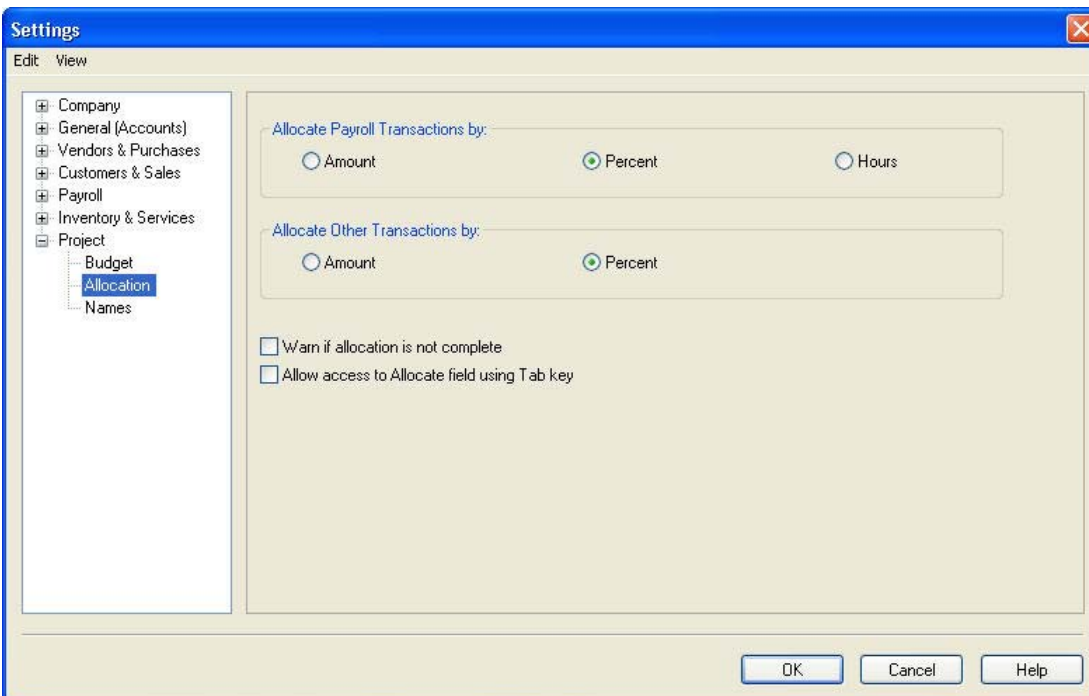 Settings
Edit View
Company
General (Accounts)
Vendors & Purchases
Customers & Sales
Payroll
Inventory & Services
Project
Budget
Allocation
Names
Allocate Payroll Transactions by:
Amount Percent Hours
Allocate Other Transactions by:
Amount Percent
Warn if allocation is not complete
Allow access to Allocate field using Tab key
OK Cancel Help